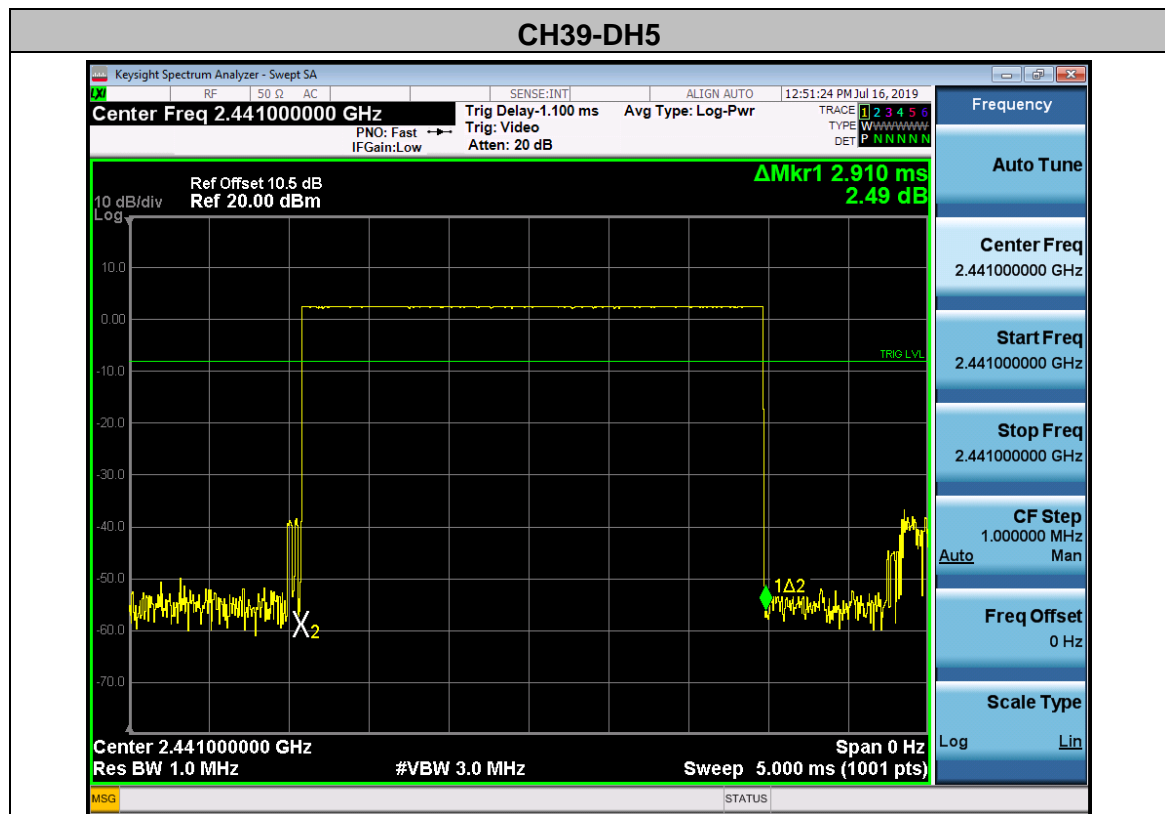 CH39-DH5
Keysight Spectrum Analyzer - Swept SA
LXI RF 50 Ω AC SENSE:INT ALIGN AUTO 12:51:24 PM Jul 16, 2019
Center Freq 2.441000000 GHz
PNO: Fast
IFGain:Low
Trig Delay-1.100 ms
Trig: Video
Atten: 20 dB
Avg Type: Log-Pwr
TRACE 1 2 3 4 5 6
TYPE WWWWWW
DET P N N N N N
Frequency
Auto Tune
Center Freq
2.441000000 GHz
Start Freq
2.441000000 GHz
Stop Freq
2.441000000 GHz
CF Step
1.000000 MHz
Auto Man
Freq Offset
0 Hz
Scale Type
Log Lin
ΔMkr1 2.910 ms
2.49 dB
Ref Offset 10.5 dB
10 dB/div Ref 20.00 dBm
Log
10.0
0.00
TRIG LVL
-10.0
-20.0
-30.0
-40.0
-50.0
1Δ2
-60.0
X2
-70.0
Center 2.441000000 GHz Span 0 Hz
Res BW 1.0 MHz #VBW 3.0 MHz Sweep 5.000 ms (1001 pts)
MSG STATUS